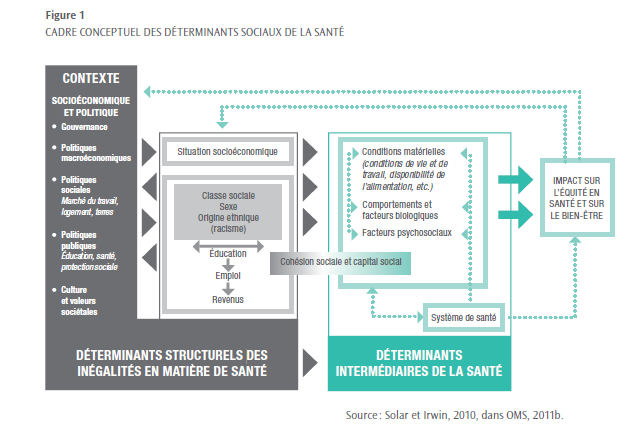 Figure 1
CADRE CONCEPTUEL DES DÉTERMINANTS SOCIAUX DE LA SANTÉ
CONTEXTE
SOCIOÉCONOMIQUE
ET POLITIQUE
• Gouvernance
• Politiques
macroéconomiques
• Politiques
sociales
Marché du travail,
logement, terres
• Politiques
publiques
Éducation, santé,
protection sociale
• Culture
et valeurs
sociétales
Situation socioéconomique
Classe sociale
Sexe
Origine ethnique
(racisme)
Éducation
Emploi
Revenus
Cohésion sociale et capital social
Conditions matérielles
(conditions de vie et de
travail, disponibilité de
l'alimentation, etc.)
Comportements et
facteurs biologiques
Facteurs psychosociaux
Système de santé
IMPACT SUR
L'ÉQUITÉ EN
SANTÉ ET SUR
LE BIEN-ÊTRE
DÉTERMINANTS STRUCTURELS DES
INÉGALITÉS EN MATIÈRE DE SANTÉ
DÉTERMINANTS
INTERMÉDIAIRES DE LA SANTÉ
Source : Solar et Irwin, 2010, dans OMS, 2011b.